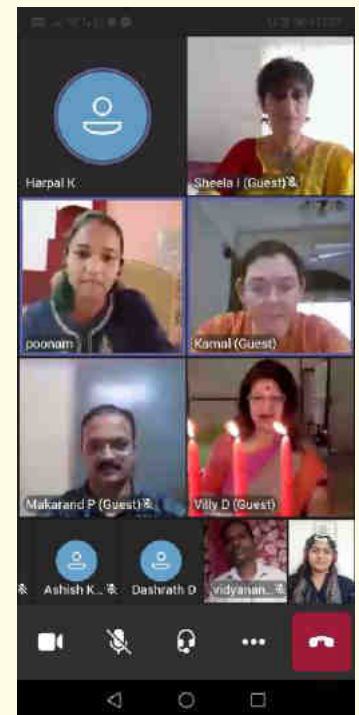 Harpal K
Sheela I (Guest)
poonam
Kamal (Guest)
Makarand P (Guest)
Villy D (Guest)
Ashish K...
Dashrath D
vidyanan...